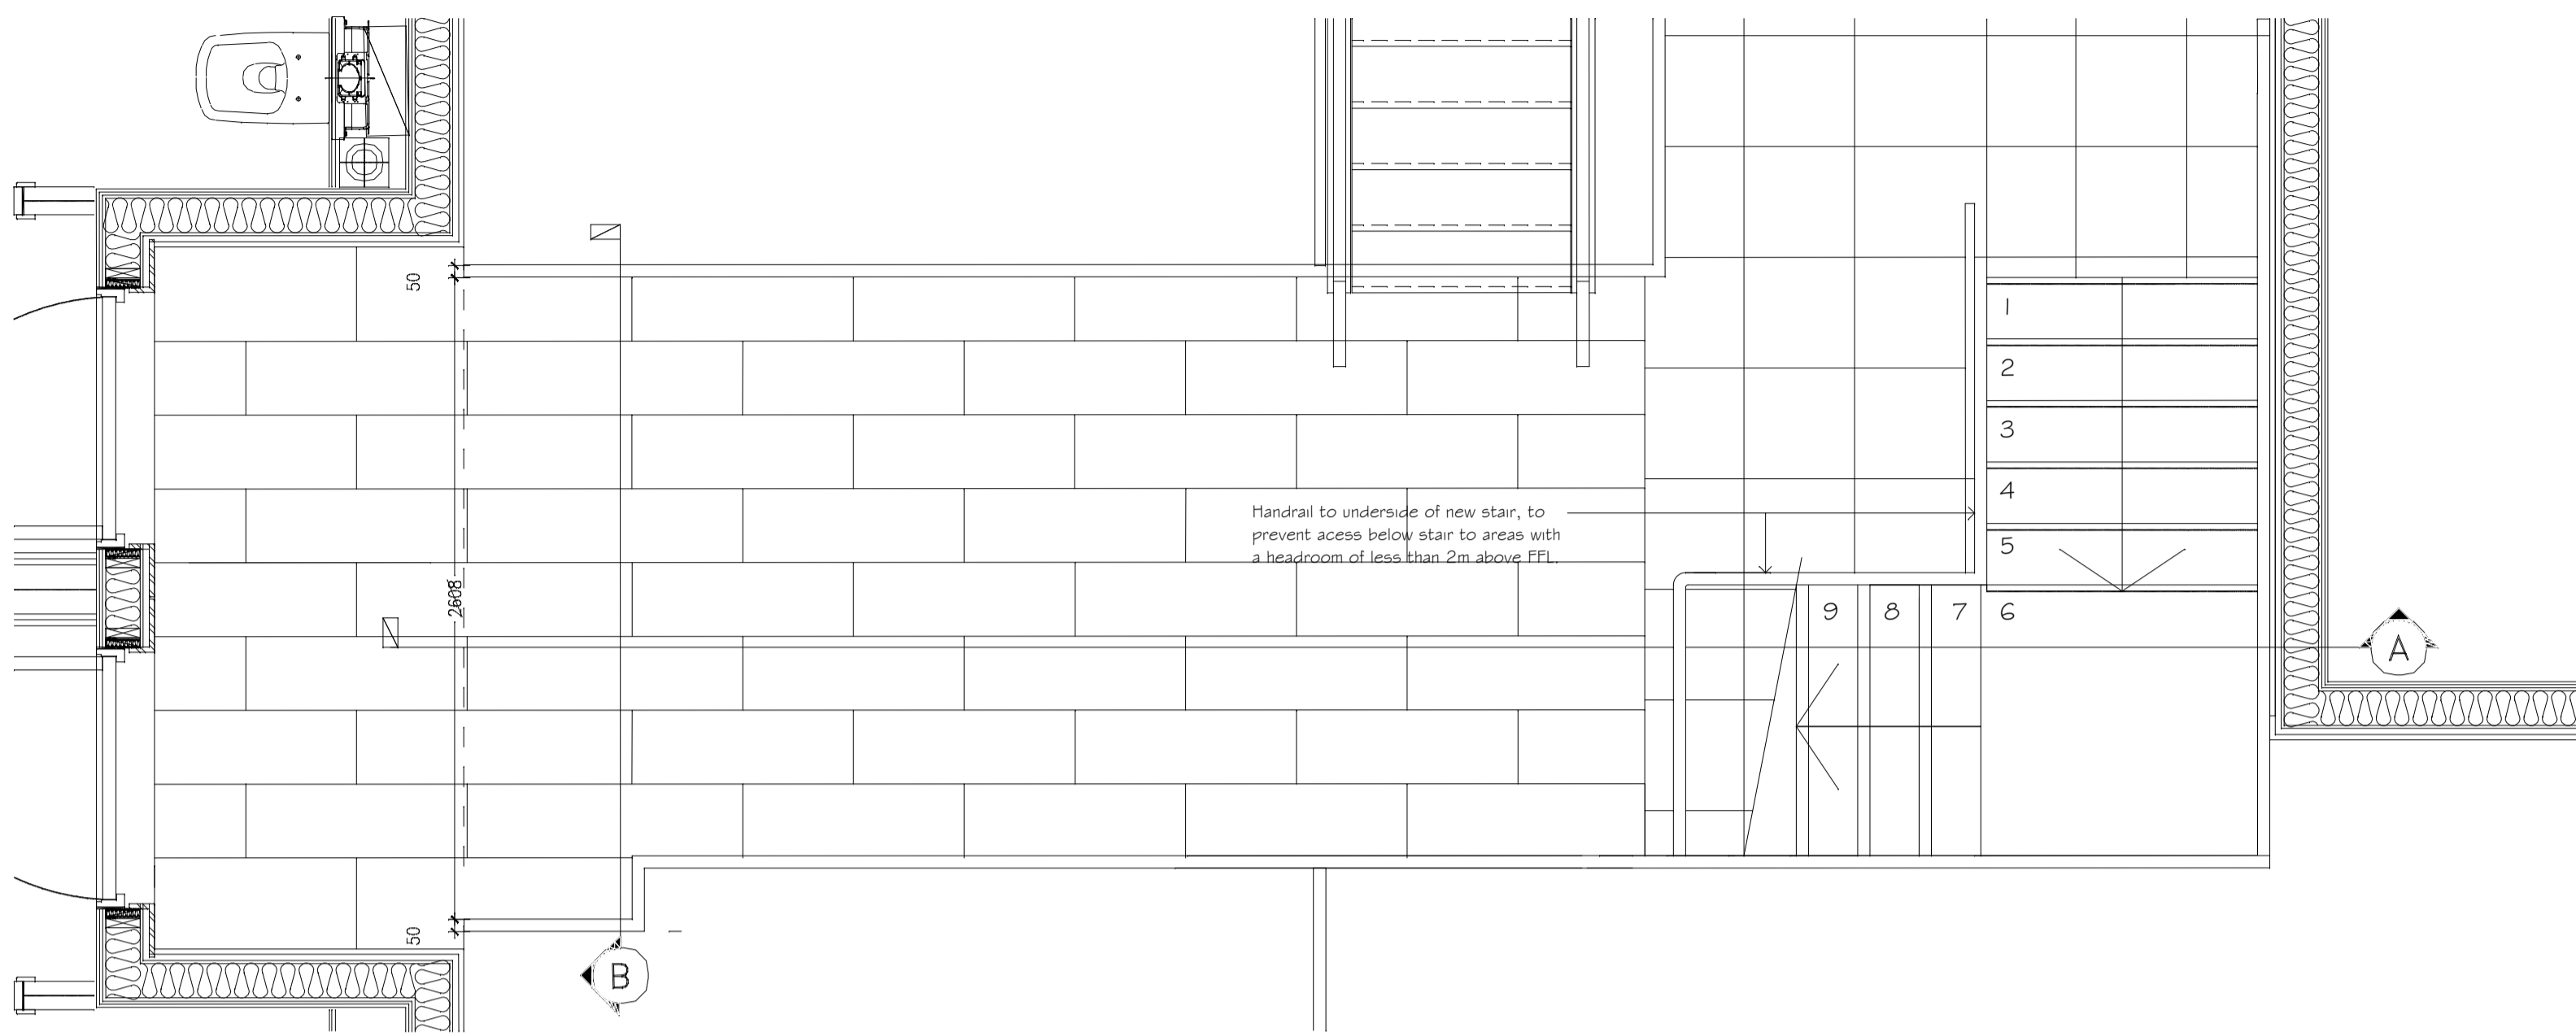 50
1
2
3
4
Handrail to underside of new stair, to
prevent acess below stair to areas with
a headroom of less than 2m above FFL.
5
2608
9 8 7 6
A
50
B